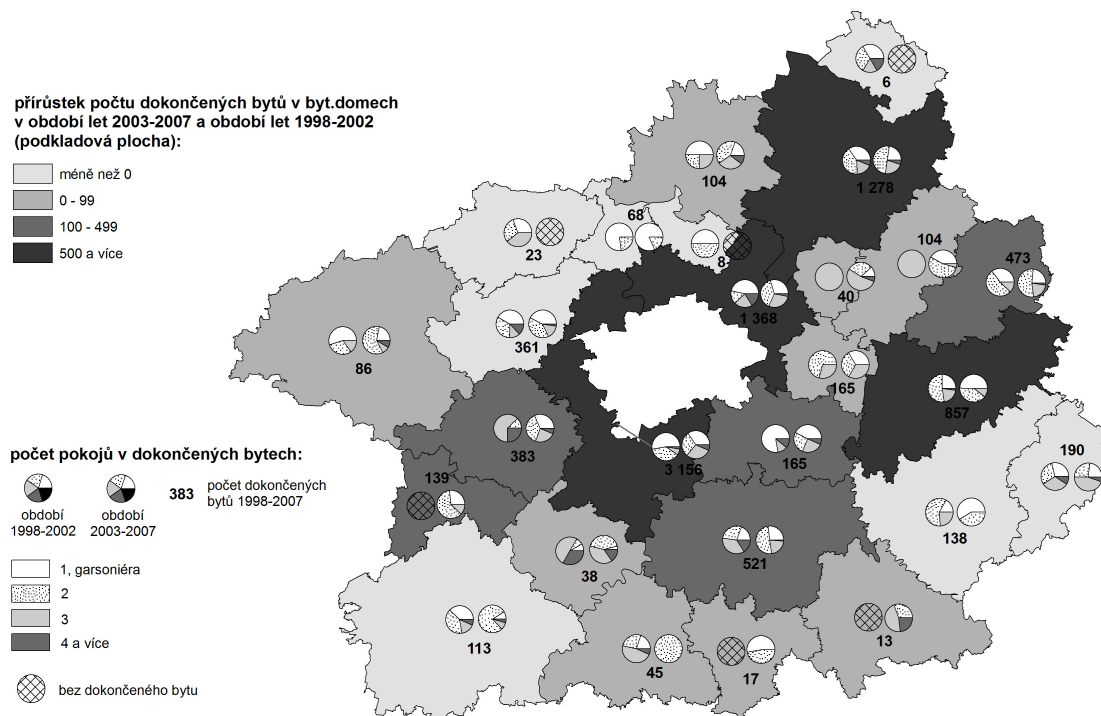 přírůstek počtu dokončených bytů v byt.domech
v období let 2003-2007 a období let 1998-2002
(podkladová plocha):
méně než 0
0 - 99
100 - 499
500 a více
6
104
1 278
68
23
8
104
473
40
1 368
361
86
165
857
383
3 156
165
190
139
138
521
38
113
45
17
13
počet pokojů v dokončených bytech:
383
počet dokončených
bytů 1998-2007
období
1998-2002
období
2003-2007
1, garsoniéra
2
3
4 a více
bez dokončeného bytu